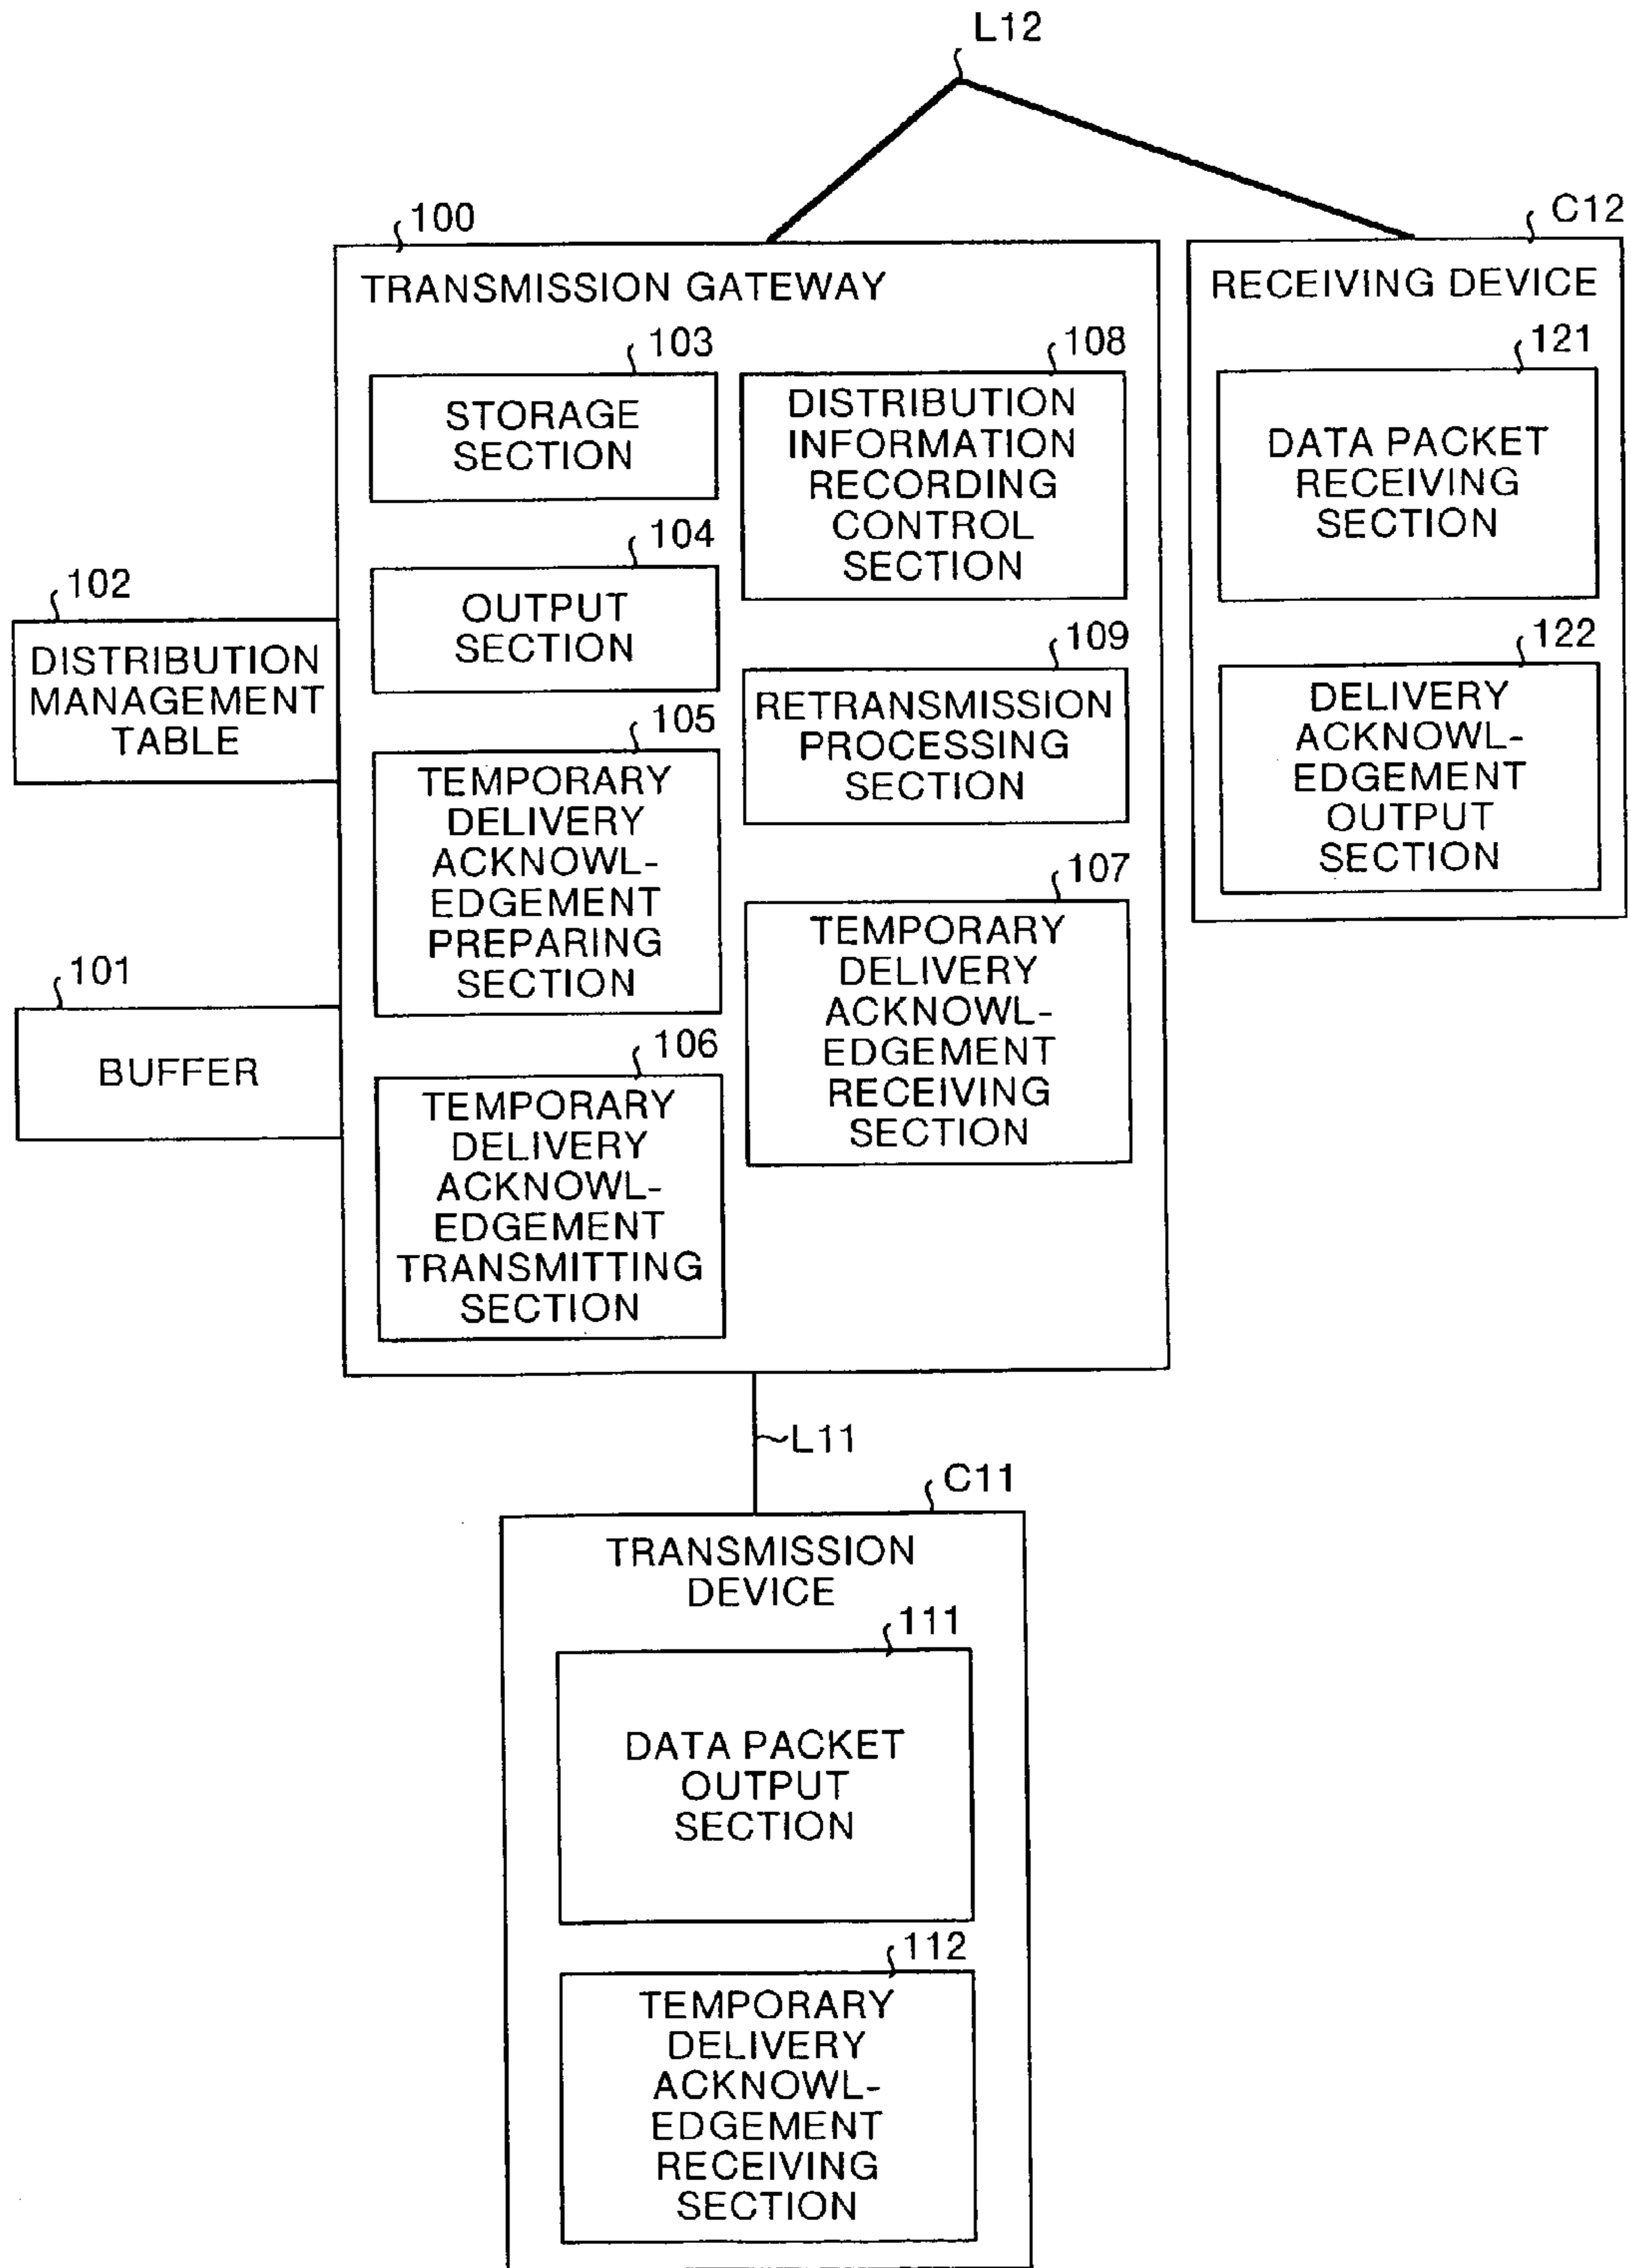 L12
100
C12
TRANSMISSION GATEWAY
RECEIVING DEVICE
103
STORAGE
SECTION
108
DISTRIBUTION
INFORMATION
RECORDING
CONTROL
SECTION
121
DATA PACKET
RECEIVING
SECTION
104
OUTPUT
SECTION
102
DISTRIBUTION
MANAGEMENT
TABLE
109
RETRANSMISSION
PROCESSING
SECTION
122
DELIVERY
ACKNOWL-
EDGEMENT
OUTPUT
SECTION
105
TEMPORARY
DELIVERY
ACKNOWL-
EDGEMENT
PREPARING
SECTION
107
TEMPORARY
DELIVERY
ACKNOWL-
EDGEMENT
RECEIVING
SECTION
101
BUFFER
106
TEMPORARY
DELIVERY
ACKNOWL-
EDGEMENT
TRANSMITTING
SECTION
L11
C11
TRANSMISSION
DEVICE
111
DATA PACKET
OUTPUT
SECTION
112
TEMPORARY
DELIVERY
ACKNOWL-
EDGEMENT
RECEIVING
SECTION